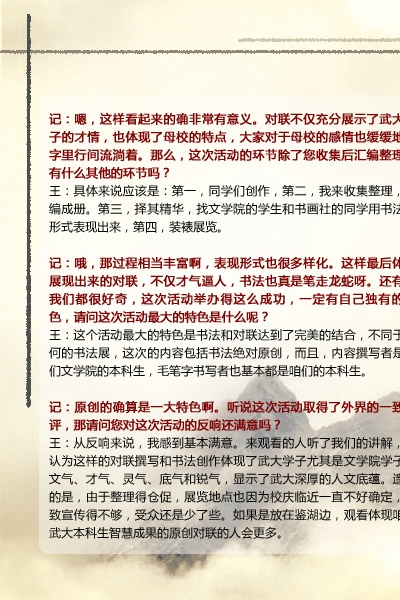 记：嗯，这样看起来的确非常有意义。对联不仅充分展示了武大
子的才情，也体现了母校的特点，大家对于母校的感情也缓缓地
字里行间流淌着。那么，这次活动的环节除了您收集后汇编整理
有什么其他的环节吗？
王：具体来说应该是：第一，同学们创作，第二，我来收集整理，
编成册。第三，择其精华，找文学院的学生和书画社的同学用书法
形式表现出来，第四，装裱展览。
记：哦，那过程相当丰富啊，表现形式也很多样化。这样最后体
展现出来的对联，不仅才气逼人，书法也真是笔走龙蛇呀。还有
我们都很好奇，这次活动举办得这么成功，一定有自己独有的
色，请问这次活动最大的特色是什么呢？
王：这个活动最大的特色是书法和对联达到了完美的结合，不同于
何的书法展，这次的内容包括书法绝对原创，而且，内容撰写者是
们文学院的本科生，毛笔字书写者也基本都是咱们的本科生。
记：原创的确算是一大特色啊。听说这次活动取得了外界的一致
评，那请问您对这次活动的反响还满意吗？
王：从反响来说，我感到基本满意。来观看的人听了我们的讲解，
认为这样的对联撰写和书法创作体现了武大学子尤其是文学院学子
文气、才气、灵气、底气和锐气，显示了武大深厚的人文底蕴。遗
的是，由于整理得仓促，展览地点也因为校庆临近一直不好确定，
致宣传得不够，受众还是少了些。如果是放在鉴湖边，观看体现咱
武大本科生智慧成果的原创对联的人会更多。